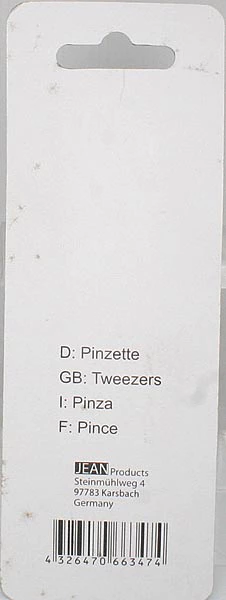 D: Pinzette
GB: Tweezers
I: Pinza
F: Pince
JEAN Products
Steinmühlweg 4
97783 Karsbach
Germany
4 326470 663474